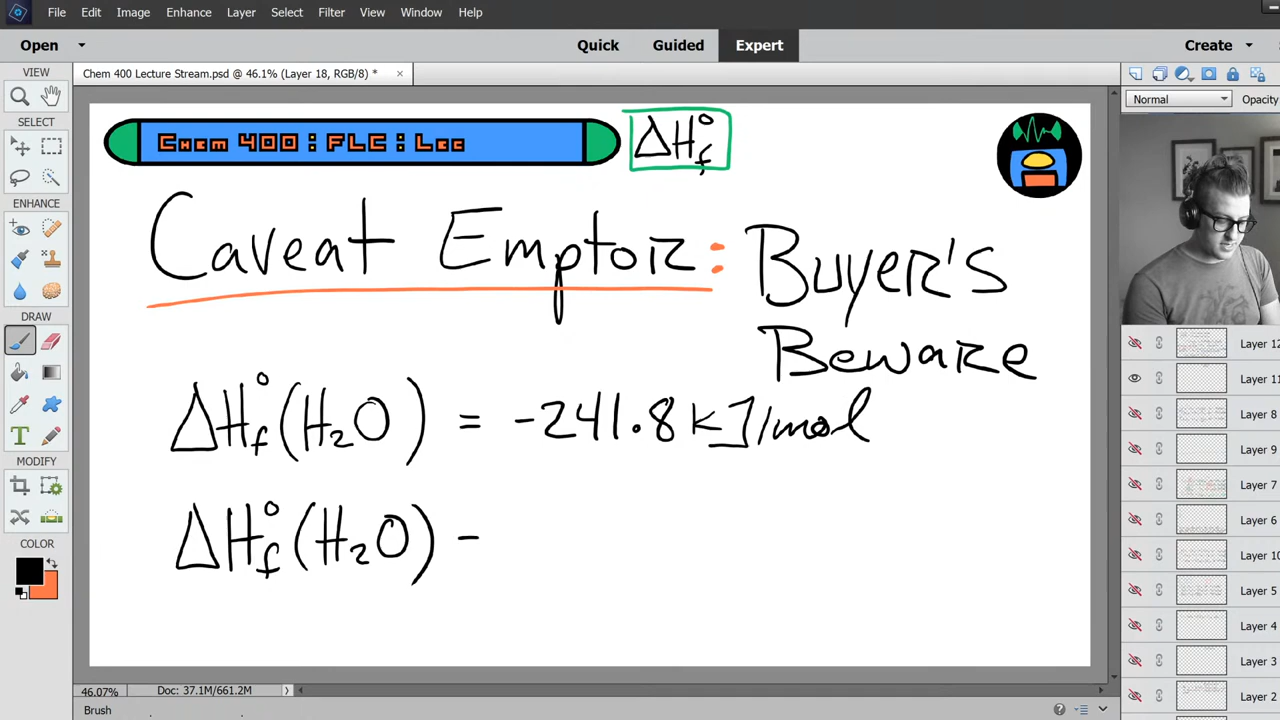 File Edit Image Enhance Layer Select Filter View Window Help
Open Quick Guided Expert Create
Chem 400 Lecture Stream.psd @ 46.1% (Layer 18, RGB/8) * ×
Normal Opacity
VIEW
SELECT
ENHANCE
DRAW
T
MODIFY
COLOR
Chem 400 : FLC : Lec
ΔH°f
Caveat Emptor: Buyer's
Beware
ΔH°f(H₂O) = -241.8 kJ/mol
ΔH°f(H₂O) -
Layer 12
Layer 11
Layer 8
Layer 9
Layer 7
Layer 6
Layer 10
Layer 5
Layer 4
Layer 3
Layer 2
46.07% Doc: 37.1M/661.2M
Brush